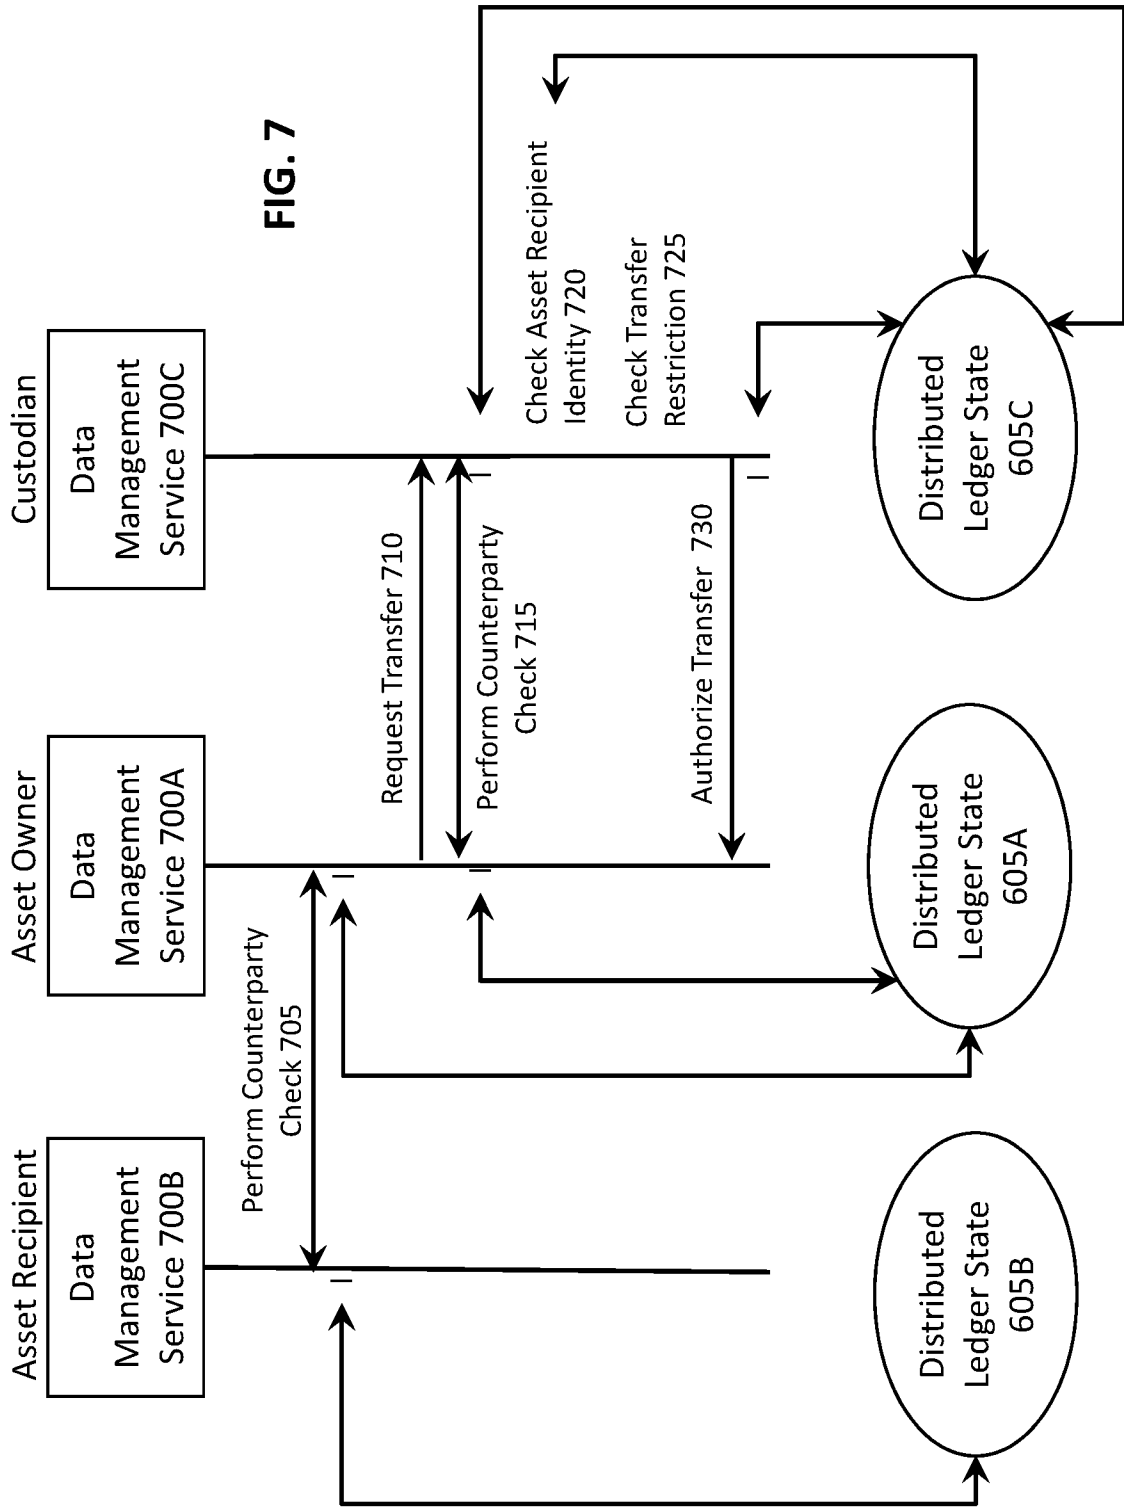 Asset Recipient
Data
Management
Service 700B
Asset Owner
Data
Management
Service 700A
Custodian
Data
Management
Service 700C
Perform Counterparty
Check 705
Request Transfer 710
Perform Counterparty
Check 715
Check Asset Recipient
Identity 720
Check Transfer
Restriction 725
Authorize Transfer 730
Distributed
Ledger State
605B
Distributed
Ledger State
605A
Distributed
Ledger State
605C
FIG. 7